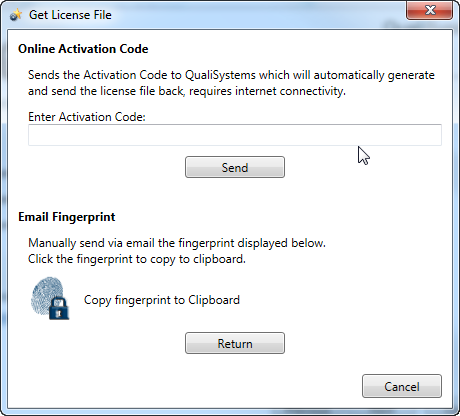 Get License File
Online Activation Code
Sends the Activation Code to QualiSystems which will automatically generate
and send the license file back, requires internet connectivity.
Enter Activation Code:
Send
Email Fingerprint
Manually send via email the fingerprint displayed below.
Click the fingerprint to copy to clipboard.
Copy fingerprint to Clipboard
Return
Cancel